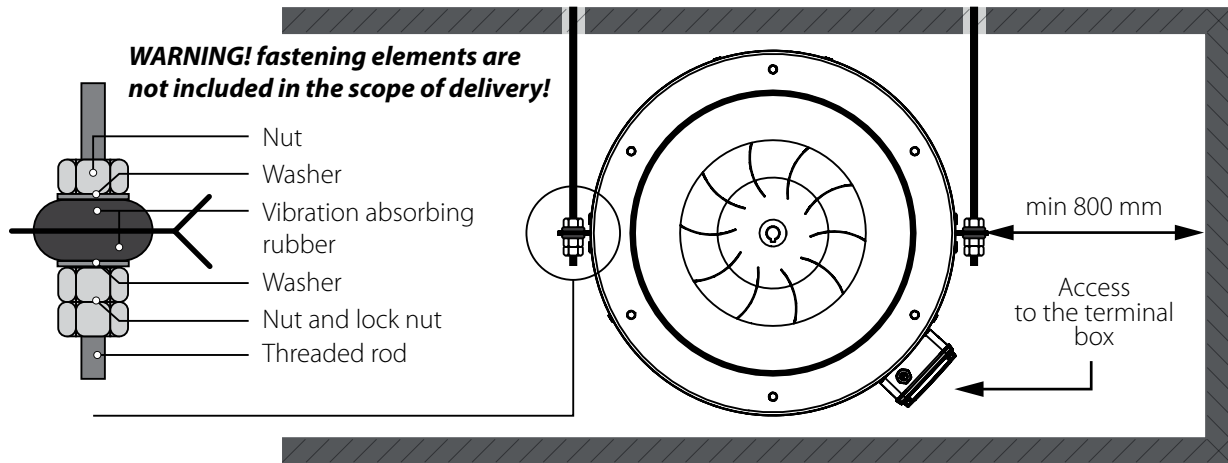 WARNING! fastening elements are
not included in the scope of delivery!
Nut
Washer
Vibration absorbing
rubber
Washer
Nut and lock nut
Threaded rod
min 800 mm
Access
to the terminal
box